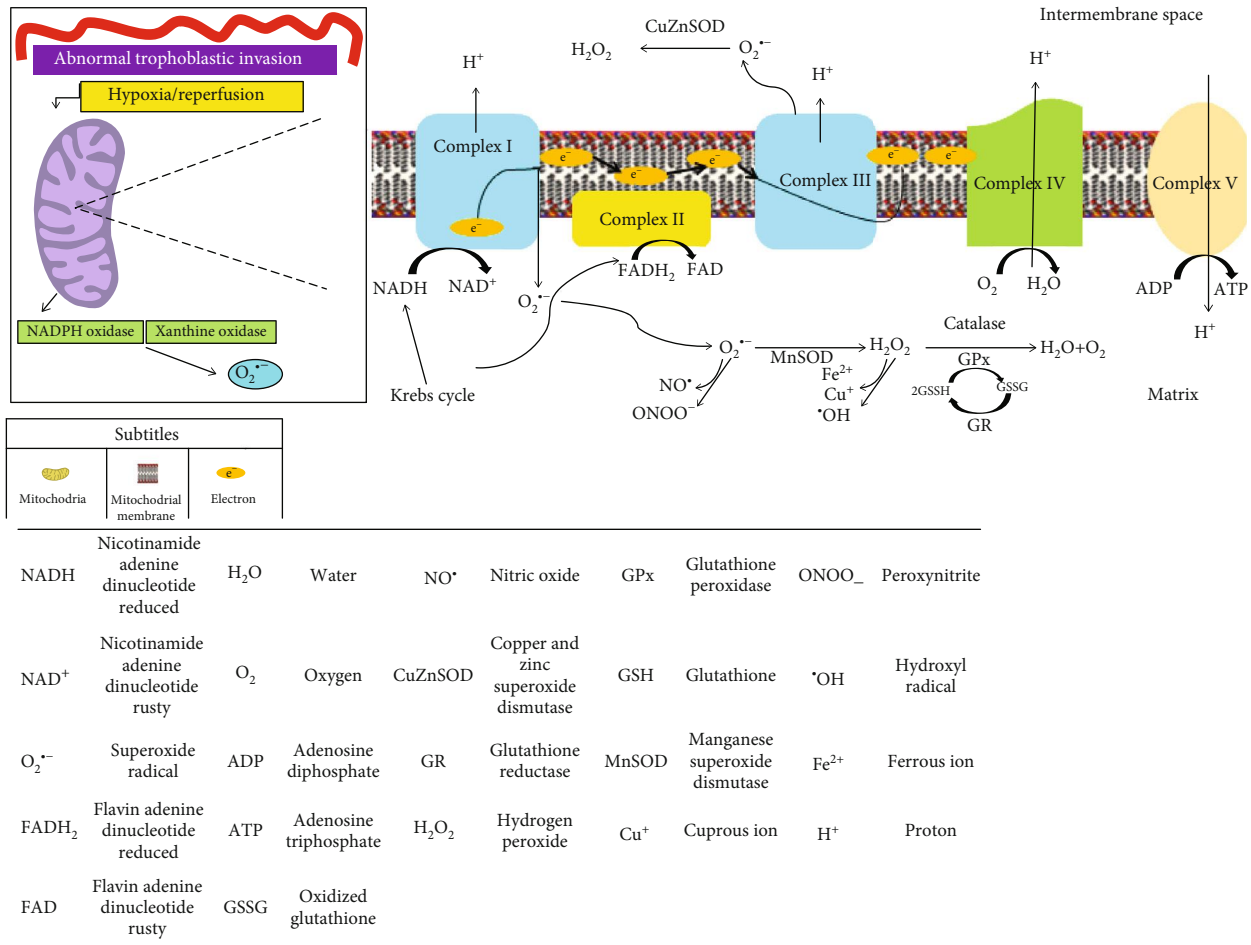 Abnormal trophoblastic invasion
Hypoxia/reperfusion
NADPH oxidase
Xanthine oxidase
O₂•⁻
Intermembrane space
CuZnSOD
H₂O₂
O₂•⁻
H⁺
H⁺
H⁺
Complex I
e⁻
e⁻
e⁻
e⁻
e⁻
e⁻
Complex II
Complex III
Complex IV
Complex V
NADH
NAD⁺
FADH₂
FAD
O₂
H₂O
ADP
ATP
H⁺
O₂•⁻
Krebs cycle
O₂•⁻
MnSOD
H₂O₂
Catalase
GPx
H₂O+O₂
NO•
ONOO⁻
Fe²⁺
Cu⁺
•OH
2GSSH
GSSG
GR
Matrix
Subtitles
e⁻
Mitochodria
Mitochodrial
membrane
Electron
NADH
Nicotinamide
adenine
dinucleotide
reduced
H₂O
Water
NO•
Nitric oxide
GPx
Glutathione
peroxidase
ONOO_
Peroxynitrite
NAD⁺
Nicotinamide
adenine
dinucleotide
rusty
O₂
Oxygen
CuZnSOD
Copper and
zinc
superoxide
dismutase
GSH
Glutathione
•OH
Hydroxyl
radical
O₂•⁻
Superoxide
radical
ADP
Adenosine
diphosphate
GR
Glutathione
reductase
MnSOD
Manganese
superoxide
dismutase
Fe²⁺
Ferrous ion
FADH₂
Flavin adenine
dinucleotide
reduced
ATP
Adenosine
triphosphate
H₂O₂
Hydrogen
peroxide
Cu⁺
Cuprous ion
H⁺
Proton
FAD
Flavin adenine
dinucleotide
rusty
GSSG
Oxidized
glutathione